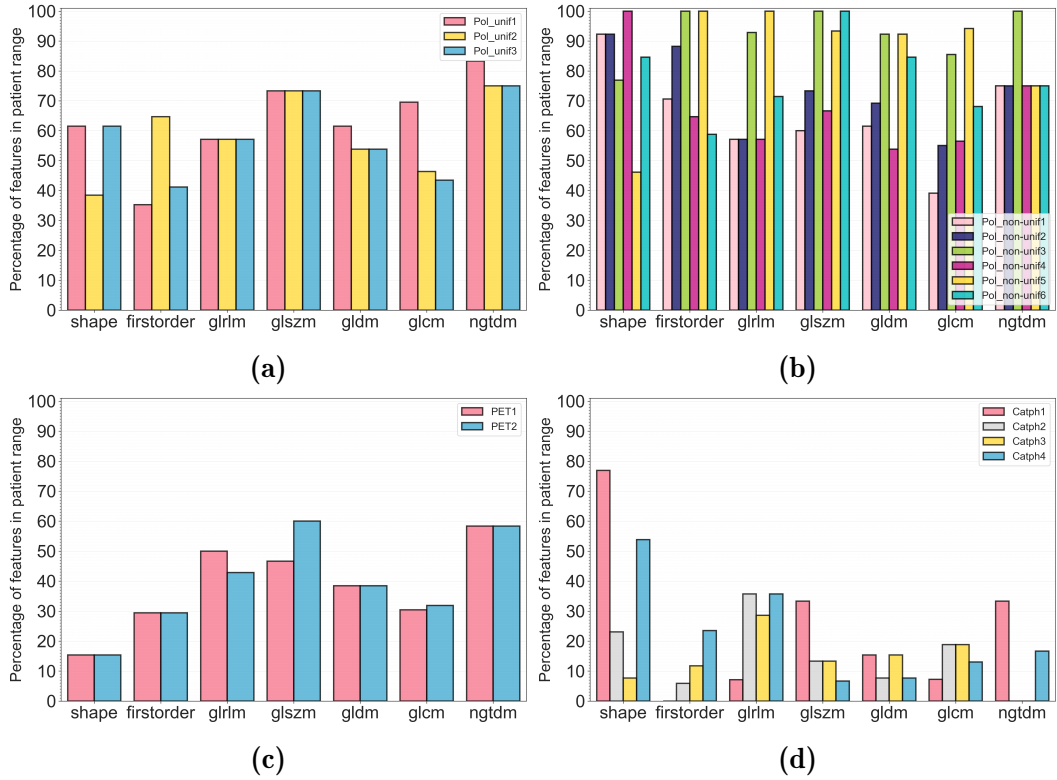 Percentage of features in patient range
100
90
80
70
60
50
40
30
20
10
0
Pol_unif1
Pol_unif2
Pol_unif3
shape firstorder glrlm glszm gldm glcm ngtdm
(a)
Percentage of features in patient range
100
90
80
70
60
50
40
30
20
10
0
Pol_non-unif1
Pol_non-unif2
Pol_non-unif3
Pol_non-unif4
Pol_non-unif5
Pol_non-unif6
shape firstorder glrlm glszm gldm glcm ngtdm
(b)
Percentage of features in patient range
100
90
80
70
60
50
40
30
20
10
0
PET1
PET2
shape firstorder glrlm glszm gldm glcm ngtdm
(c)
Percentage of features in patient range
100
90
80
70
60
50
40
30
20
10
0
Catph1
Catph2
Catph3
Catph4
shape firstorder glrlm glszm gldm glcm ngtdm
(d)